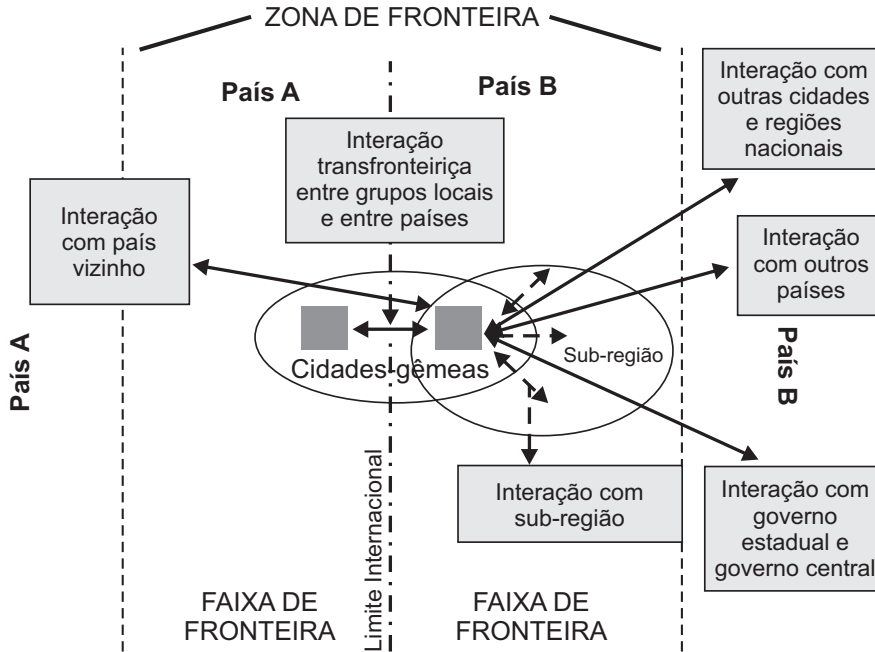 ZONA DE FRONTEIRA
País A
País B
Interação com
outras cidades
e regiões
nacionais
Interação
transfronteiriça
entre grupos locais
e entre países
Interação
com país
vizinho
Interação
com outros
países
País A
Cidades-gêmeas
Sub-região
País B
Limite Internacional
Interação com
sub-região
Interação com
governo
estadual e
governo central
FAIXA DE
FRONTEIRA
FAIXA DE
FRONTEIRA